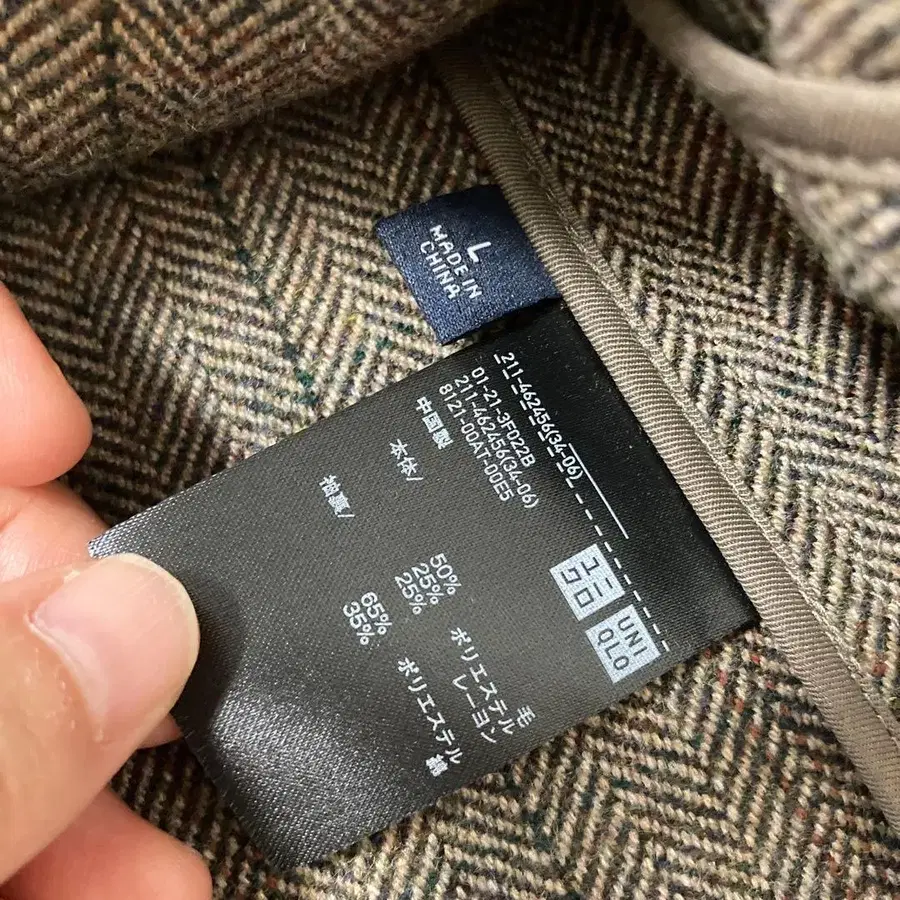 L
MADE IN
CHINA
211-462456(34-06)
01-21-3F022B
211-462456(34-06)
8121-00AT-00E5
中国製
本体/ 50% 毛
25% ポリエステル
25% レーヨン
袖裏/ 65% ポリエステル
35% 綿
ユニ
クロ
UNI
QLO